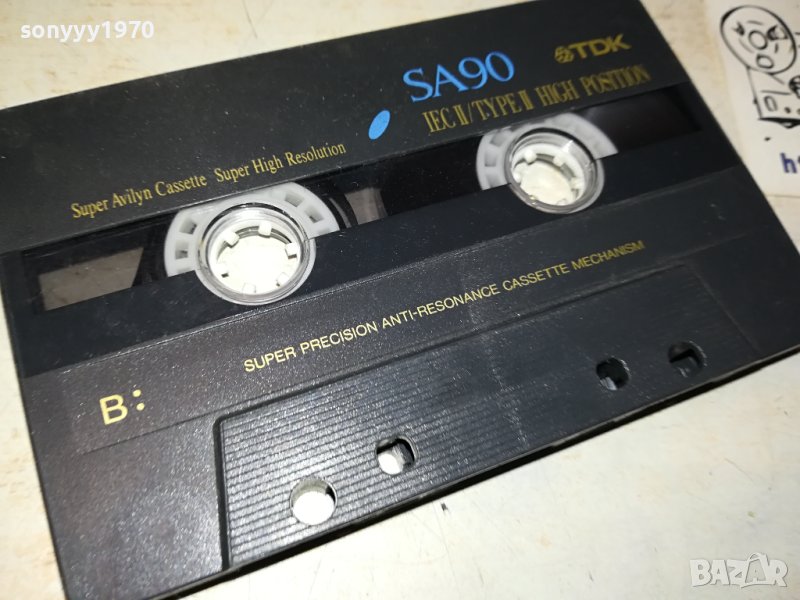 sonyyy1970
SA90 TDK
IEC II/TYPE II HIGH POSITION
Super Avilyn Cassette Super High Resolution
SUPER PRECISION ANTI-RESONANCE CASSETTE MECHANISM
B:
BAZAR